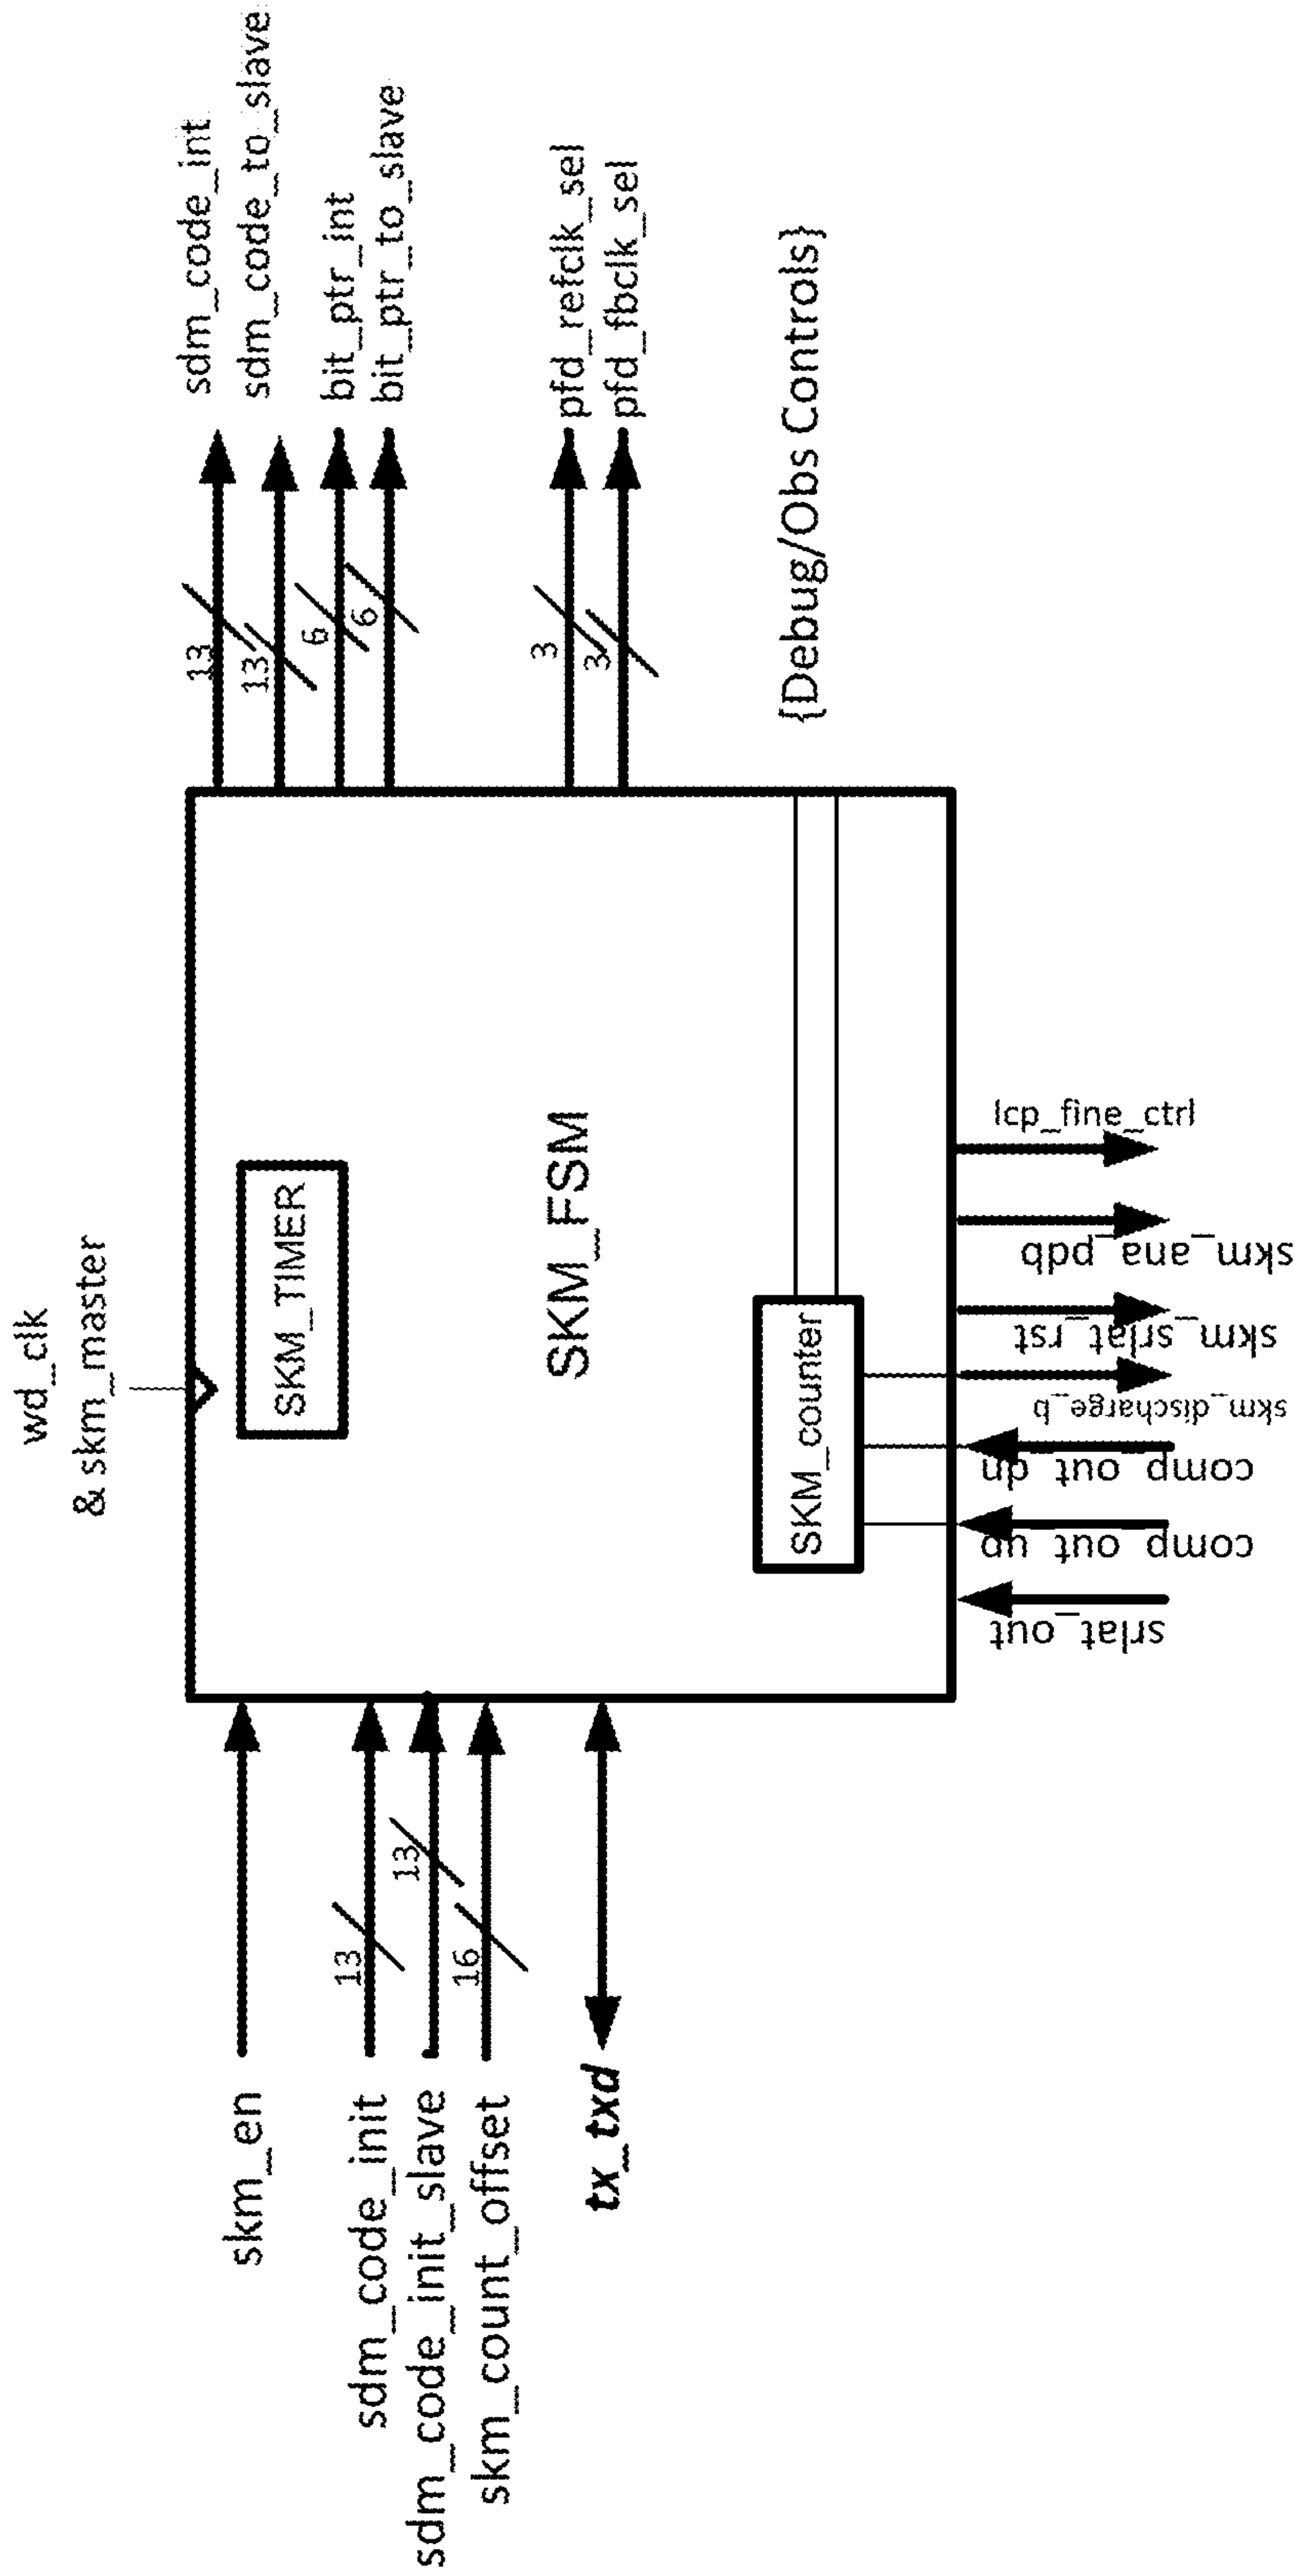 wd_clk
& skm_master
skm_en
sdm_code_init
sdm_code_init_slave
skm_count_offset
tx_txd
13
13
16
SKM_TIMER
SKM_FSM
SKM_counter
sdm_code_int
sdm_code_to_slave
bit_ptr_int
bit_ptr_to_slave
pfd_refclk_sel
pfd_fbclk_sel
13
13
6
6
3
3
{Debug/Obs Controls}
srlat_out
comp_out_up
comp_out_dn
skm_discharge_b
skm_srlat_rst
skm_ana_pdb
lcp_fine_ctrl